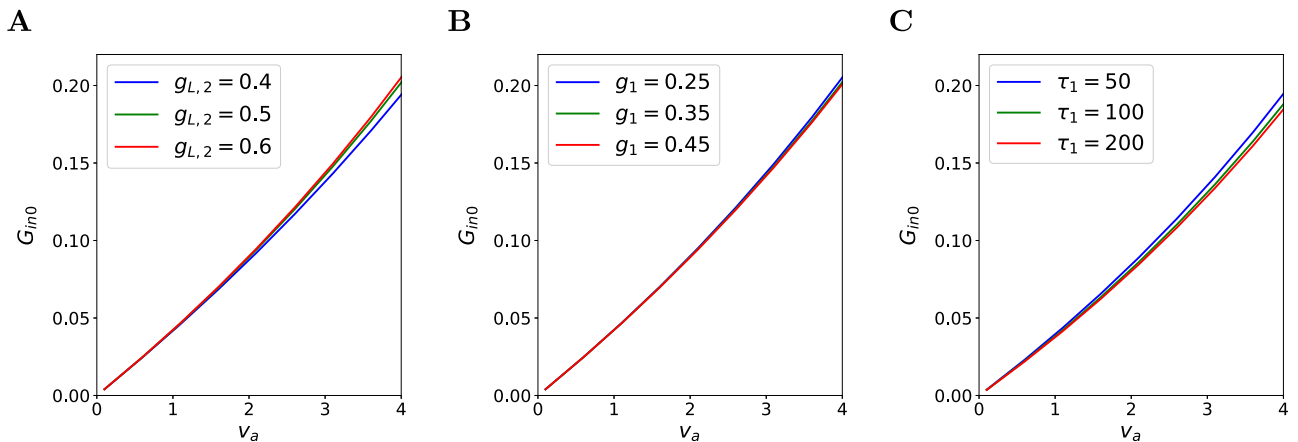 A
B
C
g_{L,2} = 0.4
g_{L,2} = 0.5
g_{L,2} = 0.6
g_1 = 0.25
g_1 = 0.35
g_1 = 0.45
τ_1 = 50
τ_1 = 100
τ_1 = 200
0.20
0.15
0.10
0.05
0.00
G_{in0}
0 1 2 3 4
v_a
0.20
0.15
0.10
0.05
0.00
G_{in0}
0 1 2 3 4
v_a
0.20
0.15
0.10
0.05
0.00
G_{in0}
0 1 2 3 4
v_a